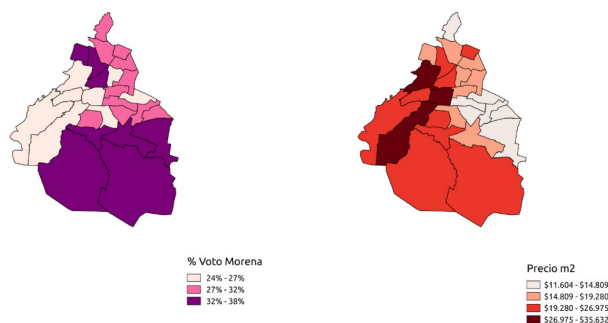 % Voto Morena
24% - 27%
27% - 32%
32% - 38%
Precio m2
$11.604 - $14.809
$14.809 - $19.280
$19.280 - $26.975
$26.975 - $35.632